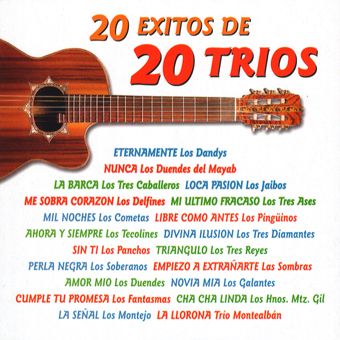 20 EXITOS DE
20 TRIOS
ETERNAMENTE Los Dandys
NUNCA Los Duendes del Mayab
LA BARCA Los Tres Caballeros LOCA PASION Los Jaibos
ME SOBRA CORAZON Los Delfines MI ULTIMO FRACASO Los Tres Ases
MIL NOCHES Los Cometas LIBRE COMO ANTES Los Pingüinos
AHORA Y SIEMPRE Los Tecolines DIVINA ILUSION Los Tres Diamantes
SIN TI Los Panchos TRIANGULO Los Tres Reyes
PERLA NEGRA Los Soberanos EMPIEZO A EXTRAÑARTE Las Sombras
AMOR MIO Los Duendes NOVIA MIA Los Galantes
CUMPLE TU PROMESA Los Fantasmas CHA CHA LINDA Los Hnos. Mtz. Gil
LA SEÑAL Los Montejo LA LLORONA Trío Montealbán